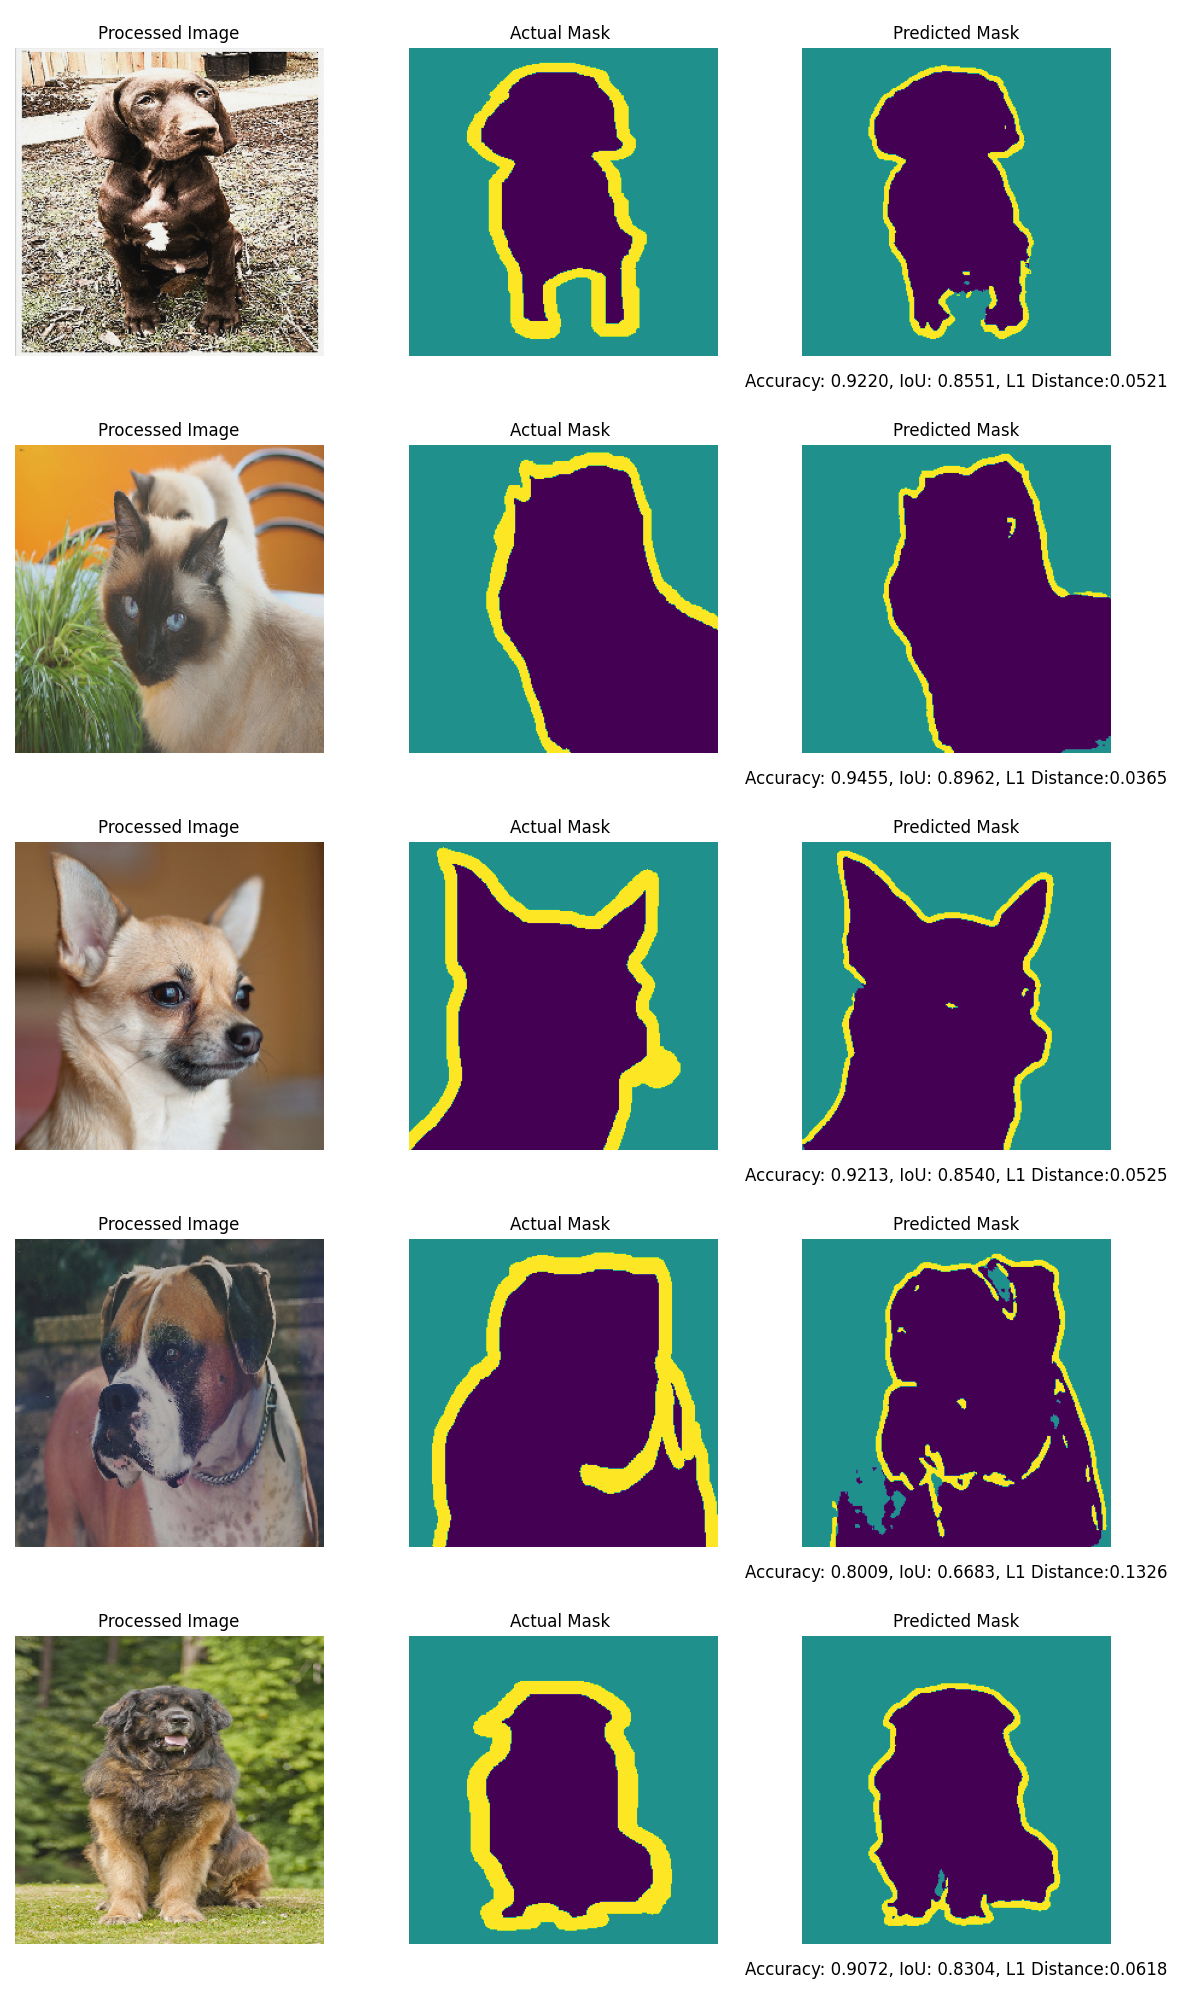 Processed Image
Actual Mask
Predicted Mask
Accuracy: 0.9220, IoU: 0.8551, L1 Distance:0.0521
Processed Image
Actual Mask
Predicted Mask
Accuracy: 0.9455, IoU: 0.8962, L1 Distance:0.0365
Processed Image
Actual Mask
Predicted Mask
Accuracy: 0.9213, IoU: 0.8540, L1 Distance:0.0525
Processed Image
Actual Mask
Predicted Mask
Accuracy: 0.8009, IoU: 0.6683, L1 Distance:0.1326
Processed Image
Actual Mask
Predicted Mask
Accuracy: 0.9072, IoU: 0.8304, L1 Distance:0.0618